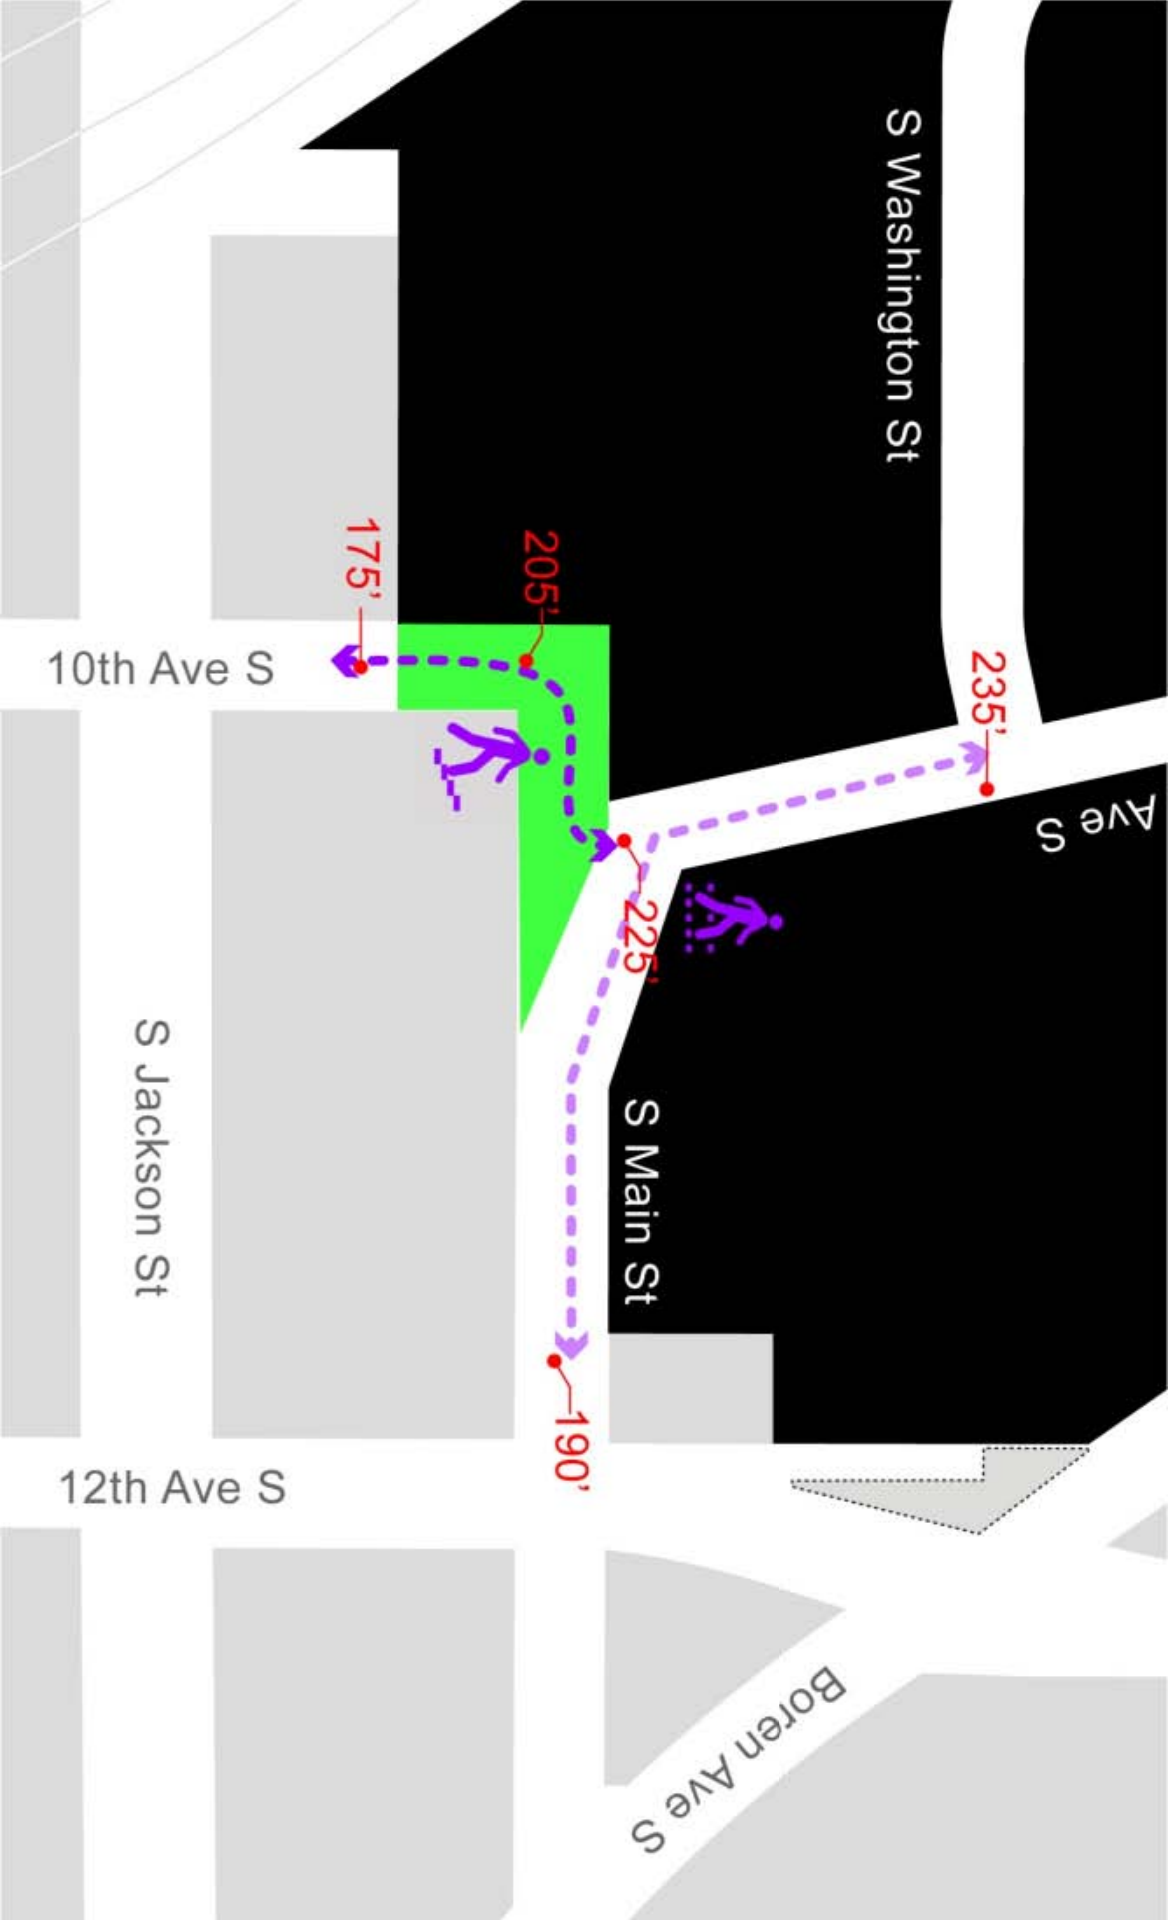 S Washington St
175'
205'
10th Ave S
235'
Ave S
225'
S Jackson St
S Main St
190'
12th Ave S
Boren Ave S